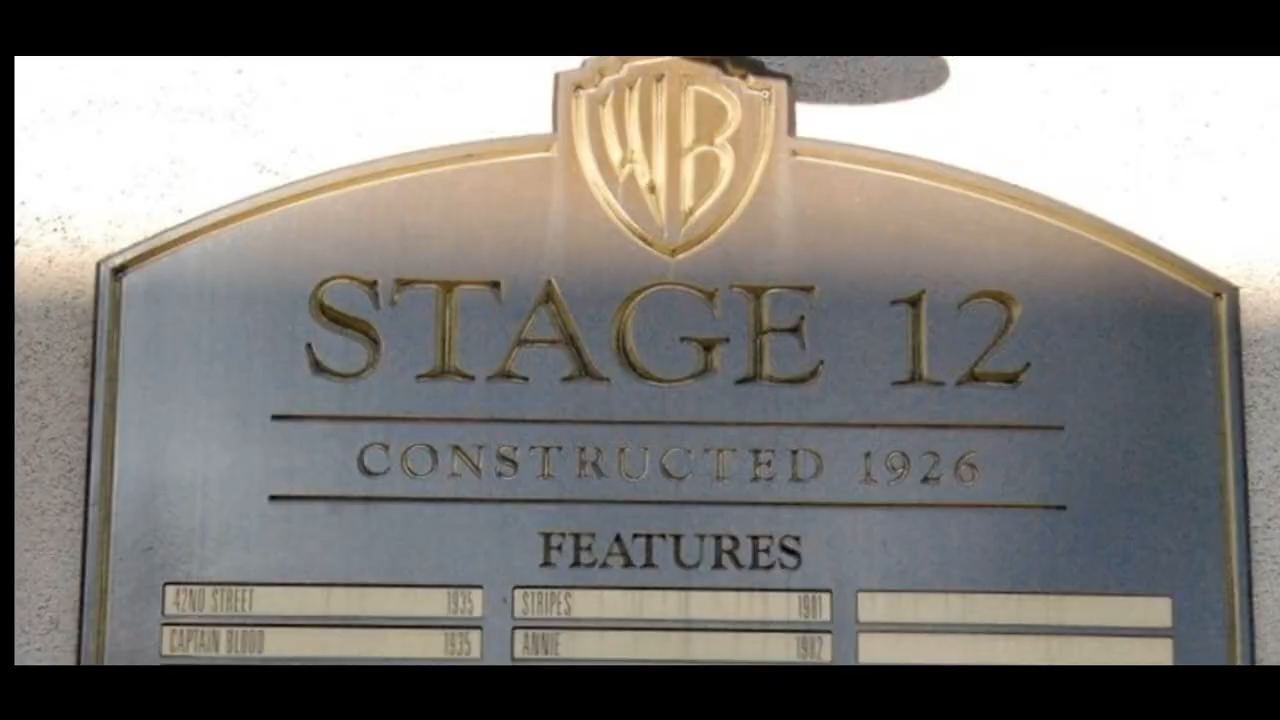 WB
STAGE 12
CONSTRUCTED 1926
FEATURES
42ND STREET 1935 STRIPES 1981
CAPTAIN BLOOD 1935 ANNIE 1982